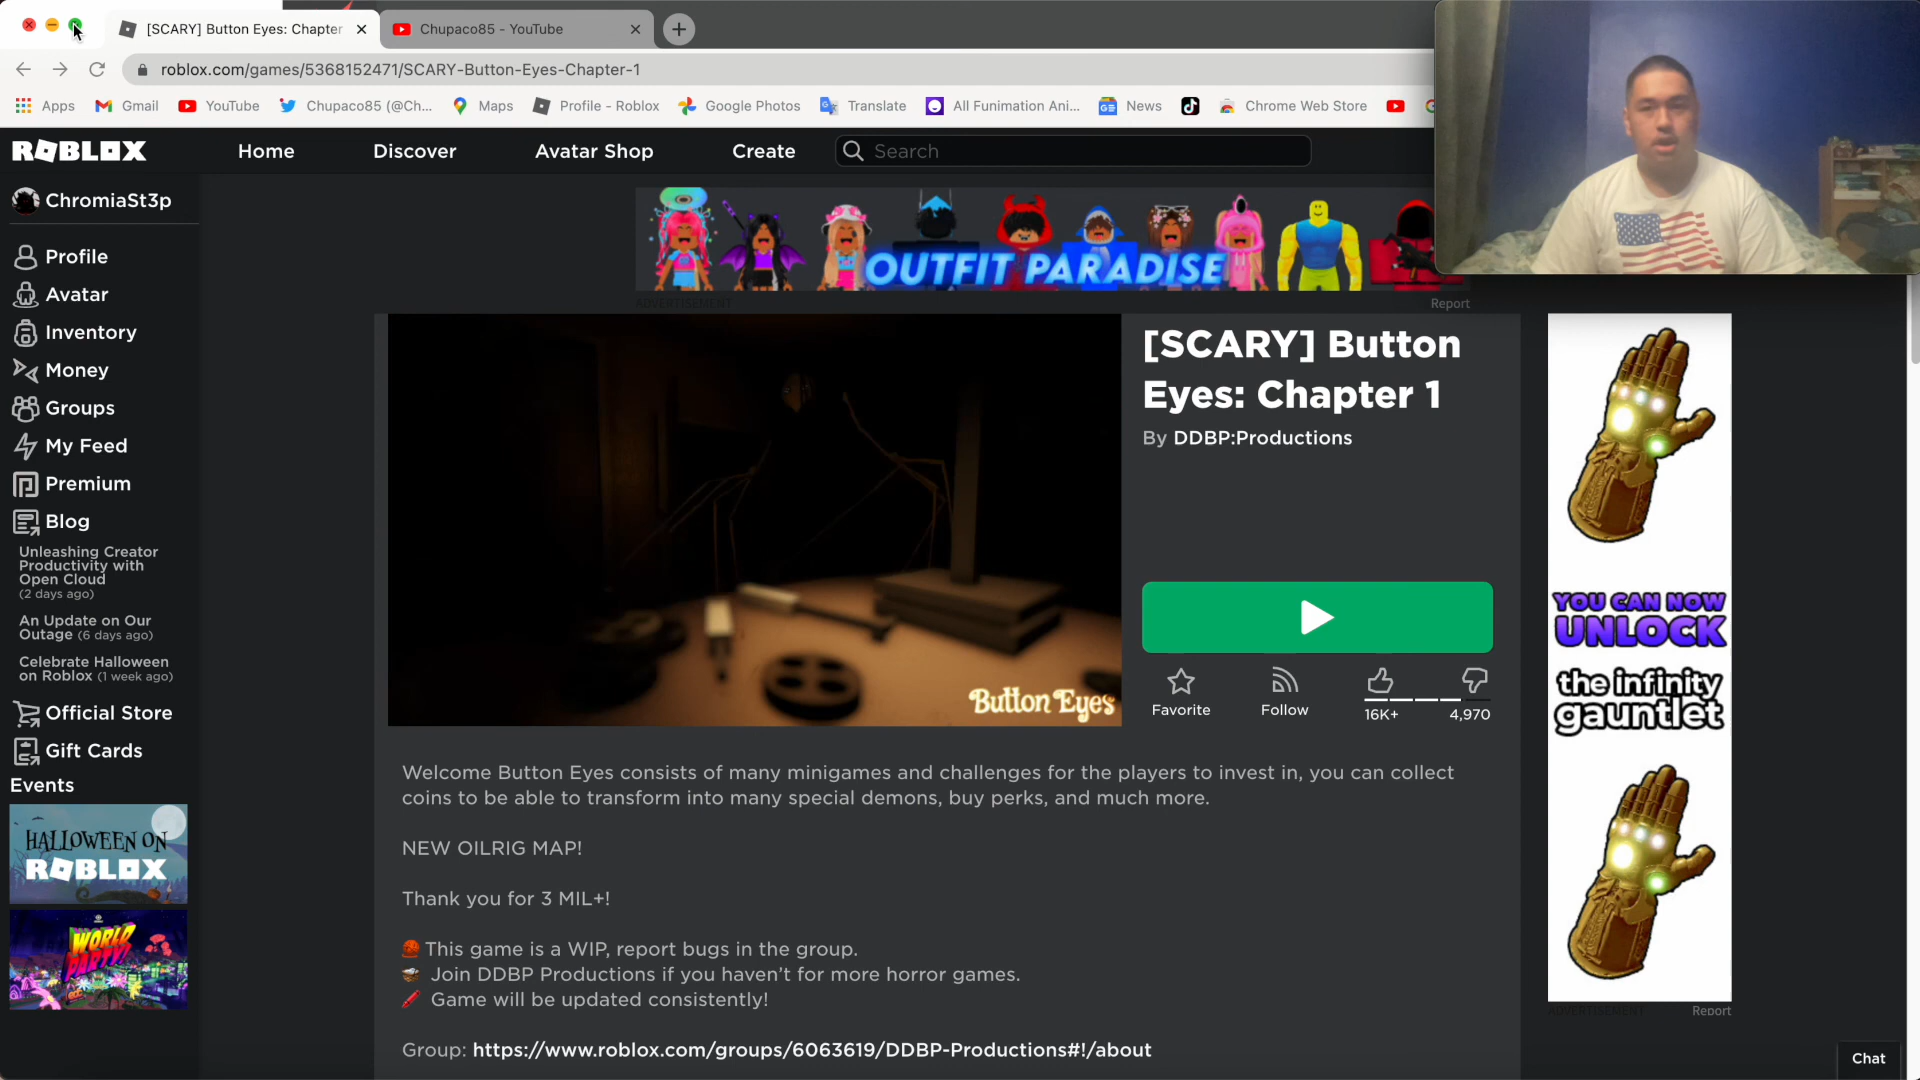 [SCARY] Button Eyes: Chapter
Chupaco85 - YouTube
roblox.com/games/5368152471/SCARY-Button-Eyes-Chapter-1
Apps
Gmail
YouTube
Chupaco85 (@Ch...
Maps
Profile - Roblox
Google Photos
Translate
All Funimation Ani...
News
Chrome Web Store
ROBLOX
Home
Discover
Avatar Shop
Create
Search
ChromiaSt3p
Profile
Avatar
Inventory
Money
Groups
My Feed
Premium
Blog
Unleashing Creator
Productivity with
Open Cloud
(2 days ago)
An Update on Our
Outage (6 days ago)
Celebrate Halloween
on Roblox (1 week ago)
Official Store
Gift Cards
Events
HALLOWEEN ON
ROBLOX
WORLD
PARTY!
OUTFIT PARADISE
ADVERTISEMENT
Report
Button Eyes
[SCARY] Button
Eyes: Chapter 1
By DDBP:Productions
Favorite
Follow
16K+
4,970
Welcome Button Eyes consists of many minigames and challenges for the players to invest in, you can collect
coins to be able to transform into many special demons, buy perks, and much more.
NEW OILRIG MAP!
Thank you for 3 MIL+!
This game is a WIP, report bugs in the group.
Join DDBP Productions if you haven't for more horror games.
Game will be updated consistently!
Group: https://www.roblox.com/groups/6063619/DDBP-Productions#!/about
YOU CAN NOW
UNLOCK
the infinity
gauntlet
ADVERTISEMENT
Report
Chat